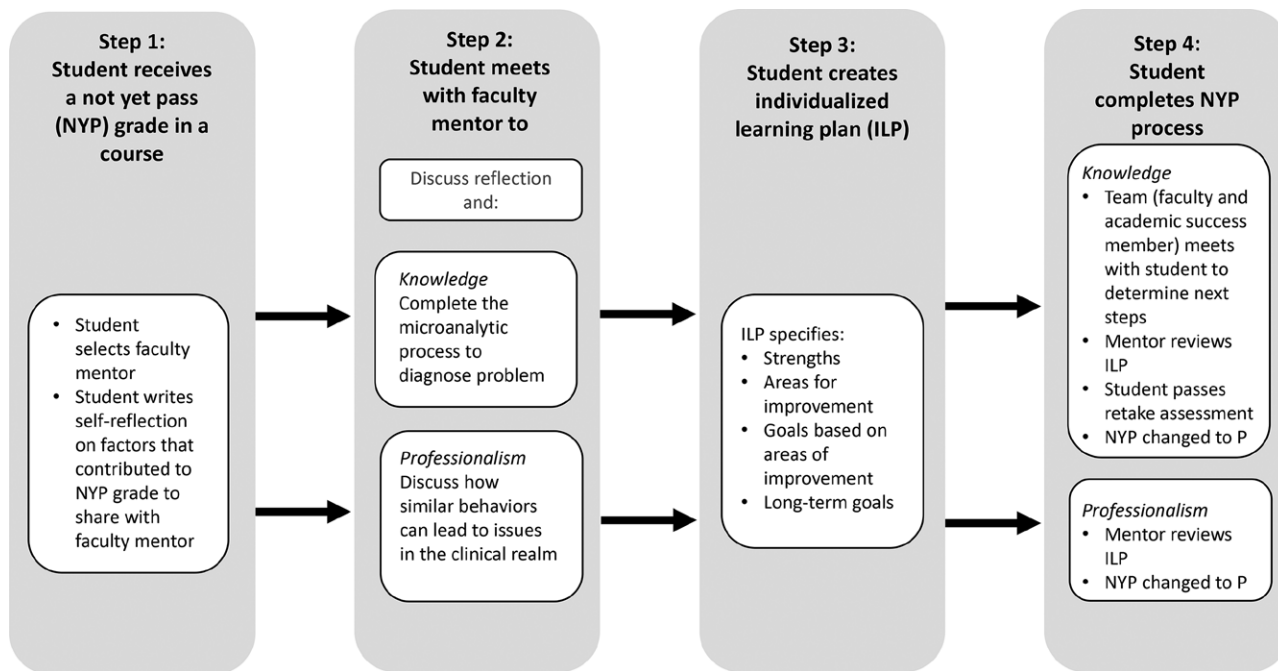 Step 1:
Student receives
a not yet pass
(NYP) grade in a
course
• Student
selects faculty
mentor
• Student writes
self-reflection
on factors that
contributed to
NYP grade to
share with
faculty mentor
Step 2:
Student meets
with faculty
mentor to
Discuss reflection
and:
Knowledge
Complete the
microanalytic
process to
diagnose problem
Professionalism
Discuss how
similar behaviors
can lead to issues
in the clinical realm
Step 3:
Student creates
individualized
learning plan (ILP)
ILP specifies:
• Strengths
• Areas for
improvement
• Goals based on
areas of
improvement
• Long-term goals
Step 4:
Student
completes NYP
process
Knowledge
• Team (faculty and
academic success
member) meets
with student to
determine next
steps
• Mentor reviews
ILP
• Student passes
retake assessment
• NYP changed to P
Professionalism
• Mentor reviews
ILP
• NYP changed to P